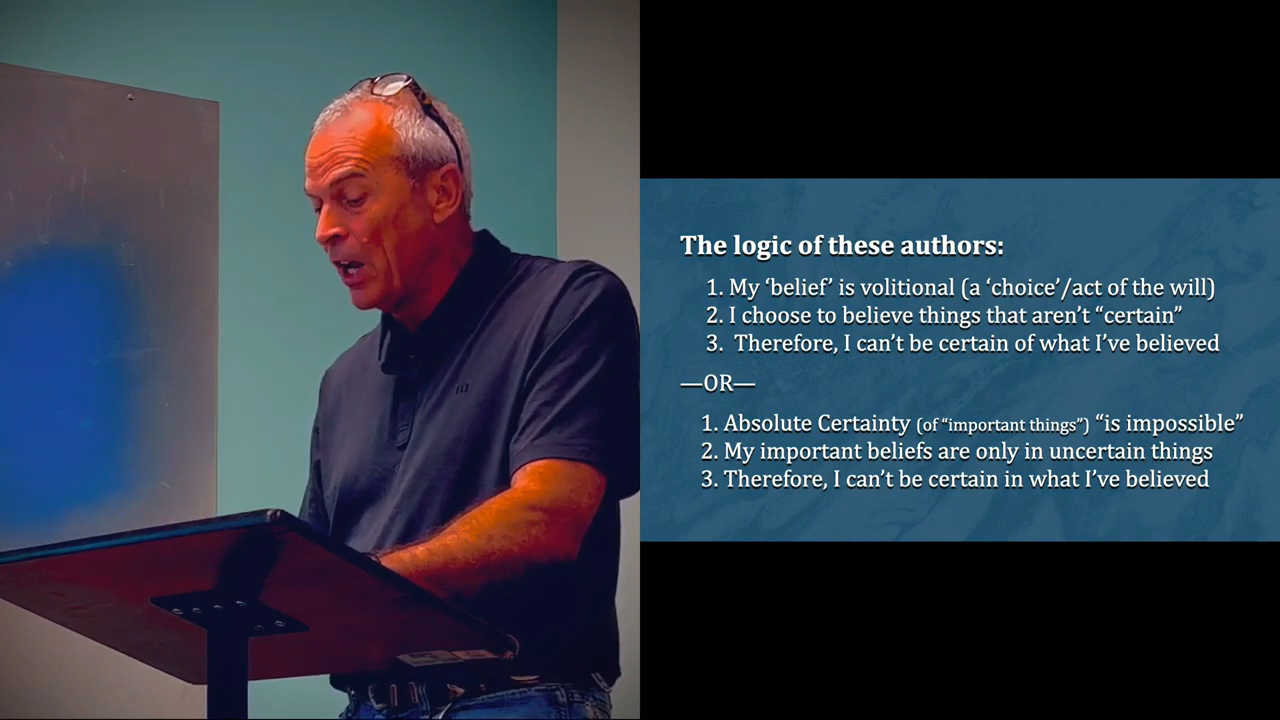 The logic of these authors:
1. My ‘belief’ is volitional (a ‘choice’/act of the will)
2. I choose to believe things that aren’t “certain”
3. Therefore, I can’t be certain of what I’ve believed
—OR—
1. Absolute Certainty (of “important things”) “is impossible”
2. My important beliefs are only in uncertain things
3. Therefore, I can’t be certain in what I’ve believed